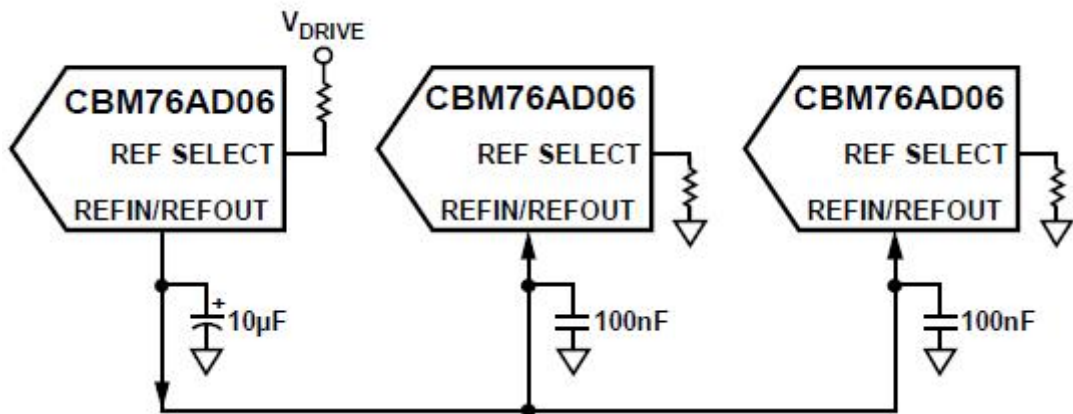 VDRIVE
CBM76AD06
REF SELECT
REFIN/REFOUT
+
10µF
CBM76AD06
REF SELECT
REFIN/REFOUT
100nF
CBM76AD06
REF SELECT
REFIN/REFOUT
100nF